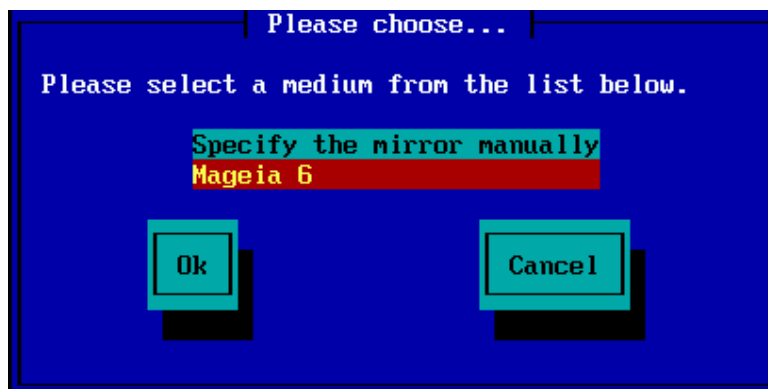 Please choose...
Please select a medium from the list below.
Specify the mirror manually
Mageia 6
Ok Cancel